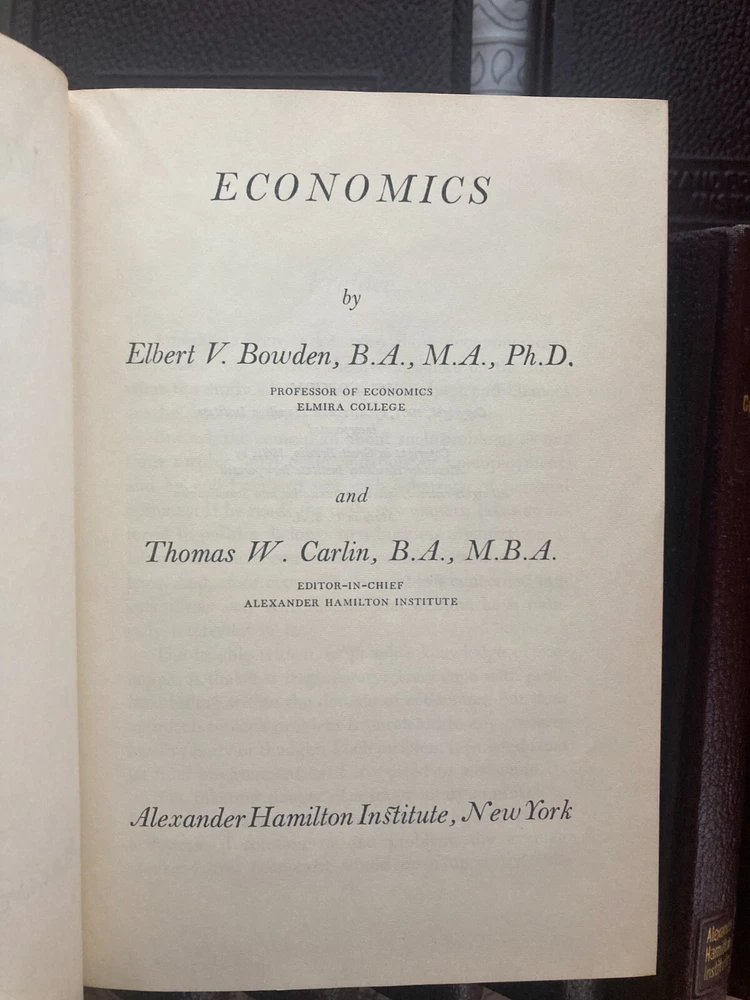 ECONOMICS
by
Elbert V. Bowden, B.A., M.A., Ph.D.
PROFESSOR OF ECONOMICS
ELMIRA COLLEGE
and
Thomas W. Carlin, B.A., M.B.A.
EDITOR-IN-CHIEF
ALEXANDER HAMILTON INSTITUTE
Alexander Hamilton Institute, New York